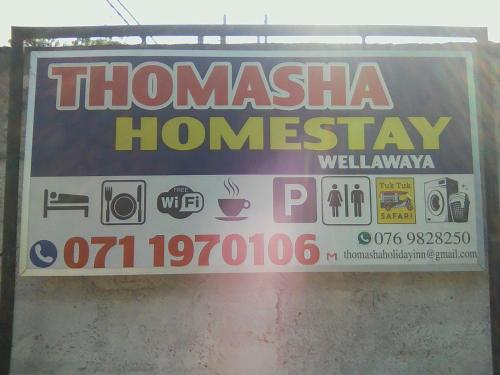 THOMASHA
HOMESTAY
WELLAWAYA
FREE
WiFi
P
Tuk Tuk
SAFARI
071 1970106
076 9828250
thomashaholidayinn@gmail.com